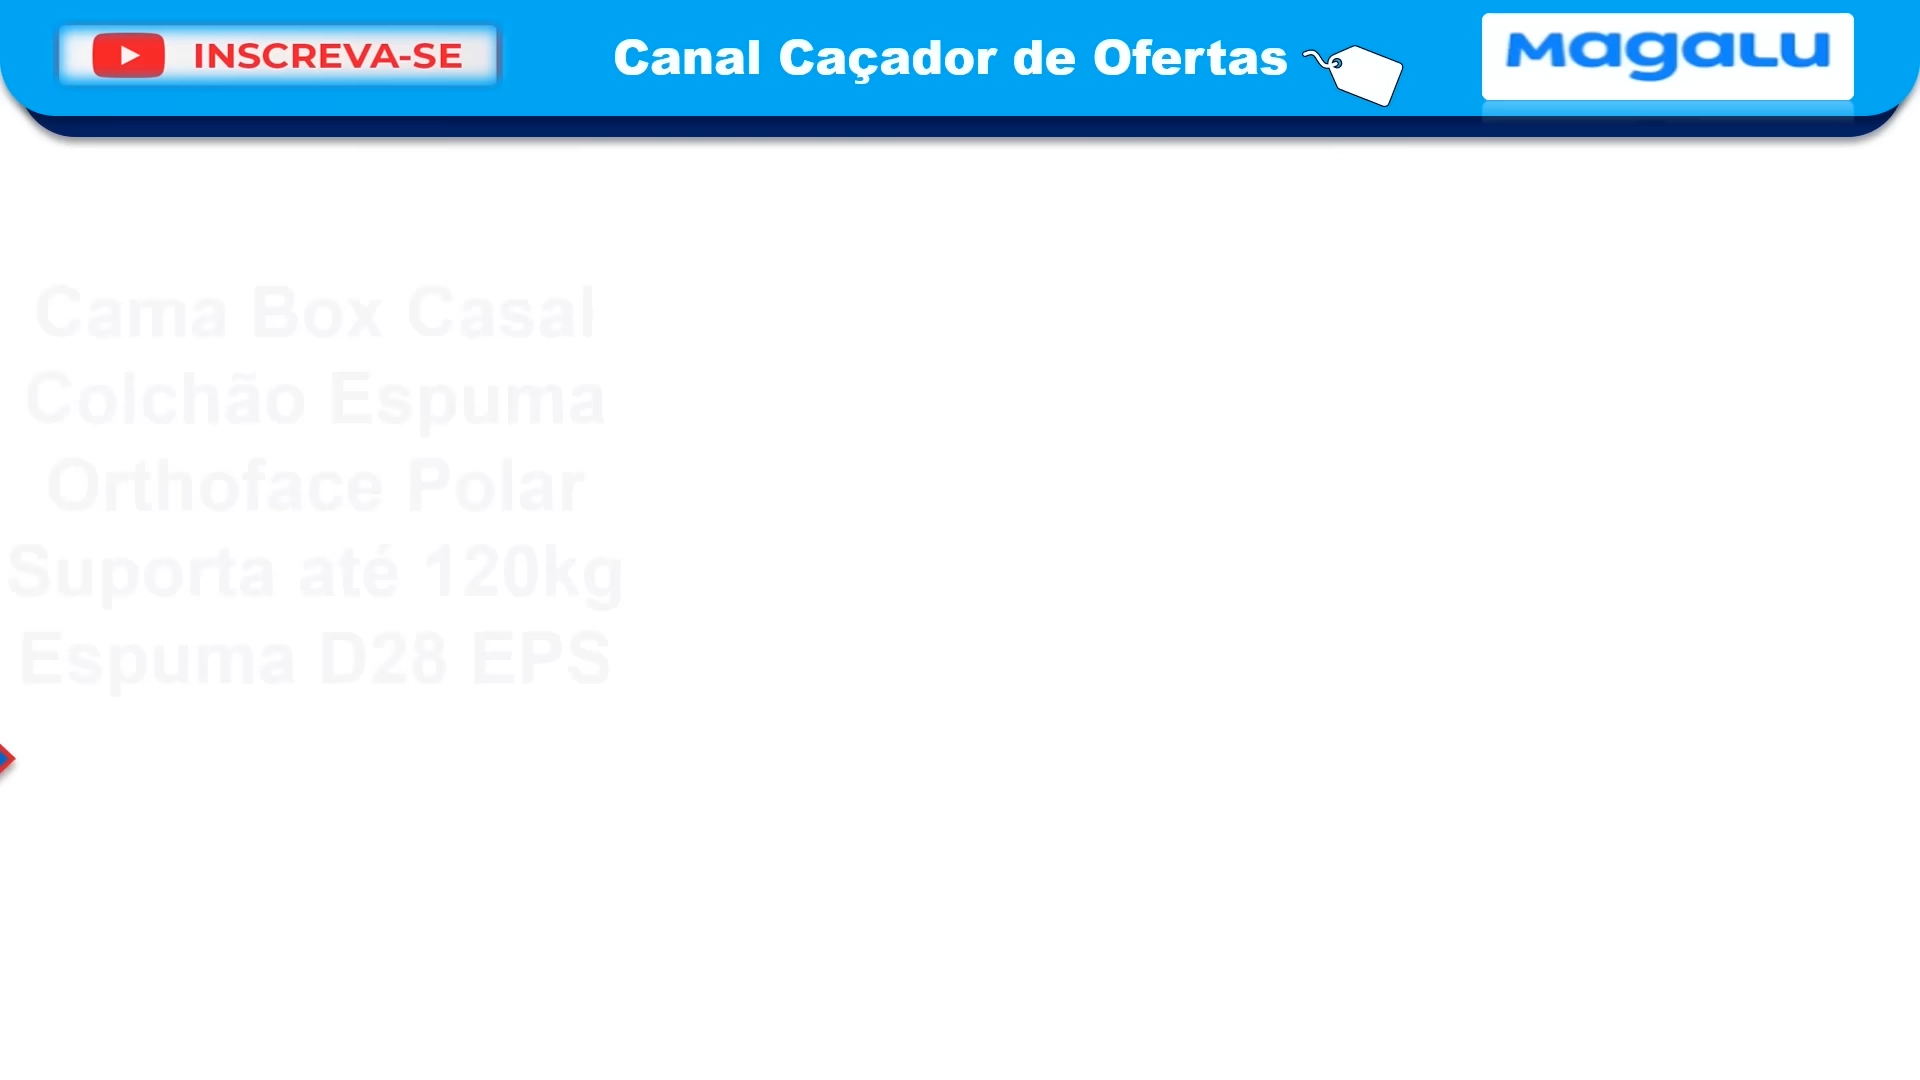 INSCREVA-SE
Canal Caçador de Ofertas
MagaLu
Cama Box Casal
Colchão Espuma
Orthoface Polar
Suporta até 120kg
Espuma D28 EPS